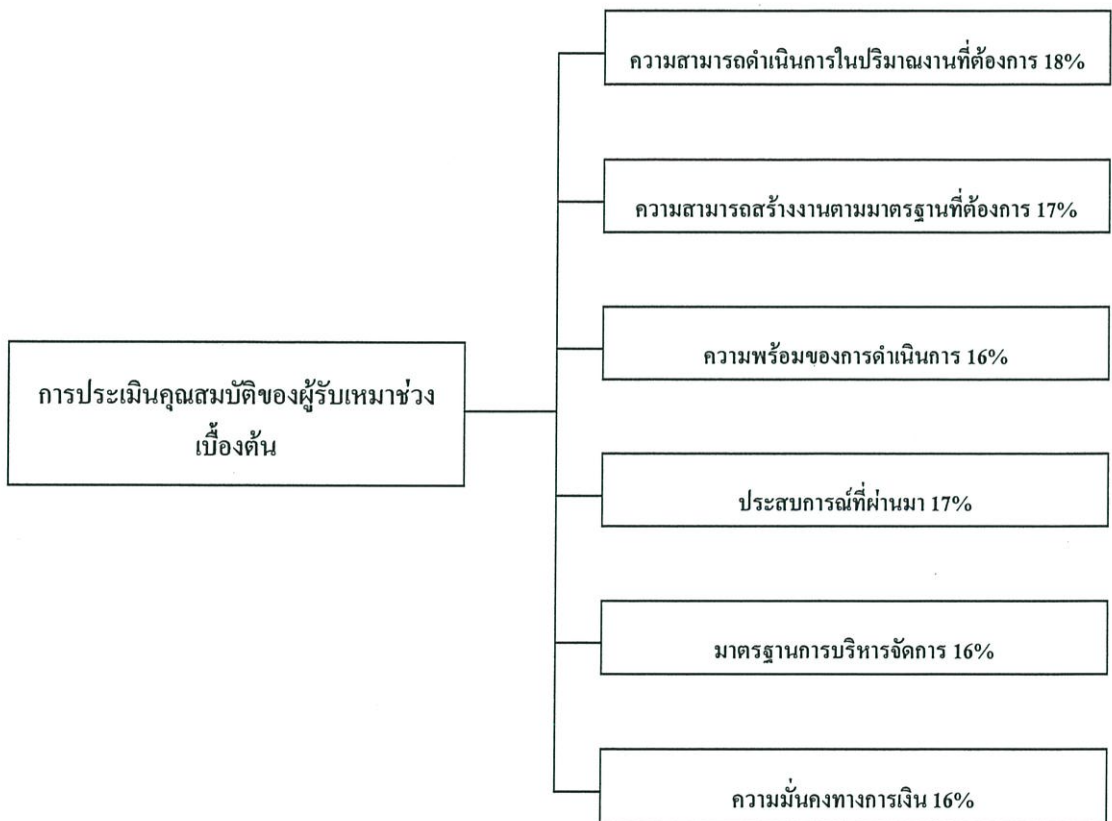 ความสามารถดำเนินการในปริมาณงานที่ต้องการ 18%
ความสามารถสร้างงานตามมาตรฐานที่ต้องการ 17%
ความพร้อมของการดำเนินการ 16%
การประเมินคุณสมบัติของผู้รับเหมาช่วง
เบื้องต้น
ประสบการณ์ที่ผ่านมา 17%
มาตรฐานการบริหารจัดการ 16%
ความมั่นคงทางการเงิน 16%